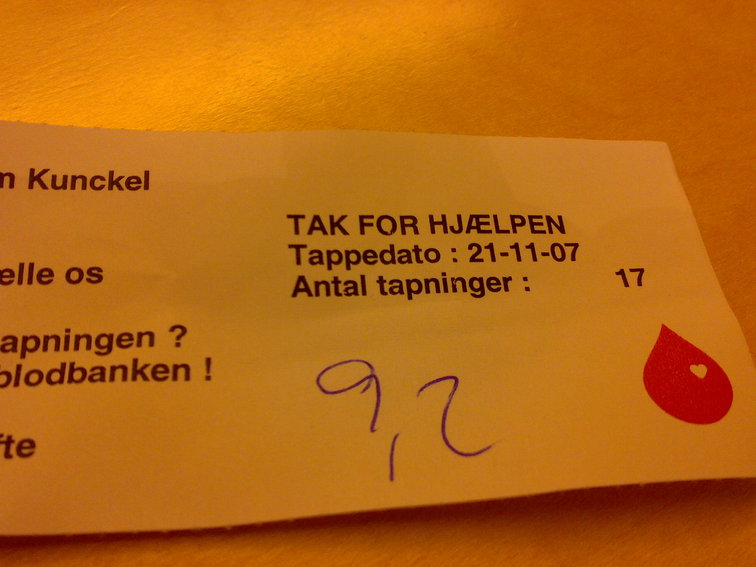 m Kunckel
TAK FOR HJÆLPEN
Tappedato : 21-11-07
Antal tapninger : 17
elle os
apningen ?
blodbanken !
fte
9,2